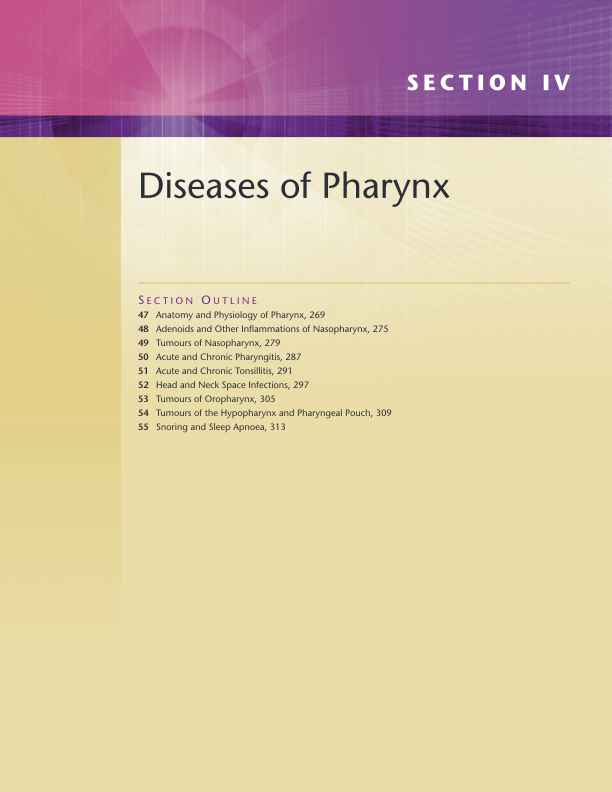 SECTION IV
Diseases of Pharynx
SECTION OUTLINE
47 Anatomy and Physiology of Pharynx, 269
48 Adenoids and Other Inflammations of Nasopharynx, 275
49 Tumours of Nasopharynx, 279
50 Acute and Chronic Pharyngitis, 287
51 Acute and Chronic Tonsillitis, 291
52 Head and Neck Space Infections, 297
53 Tumours of Oropharynx, 305
54 Tumours of the Hypopharynx and Pharyngeal Pouch, 309
55 Snoring and Sleep Apnoea, 313